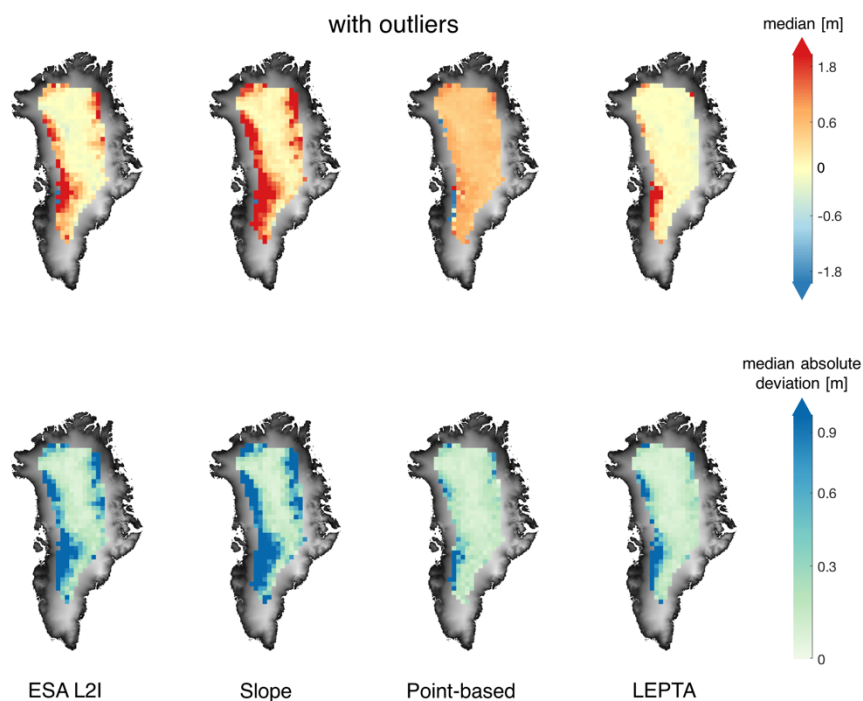 with outliers
median [m]
1.8
0.6
0
-0.6
-1.8
median absolute
deviation [m]
0.9
0.6
0.3
0
ESA L2I
Slope
Point-based
LEPTA